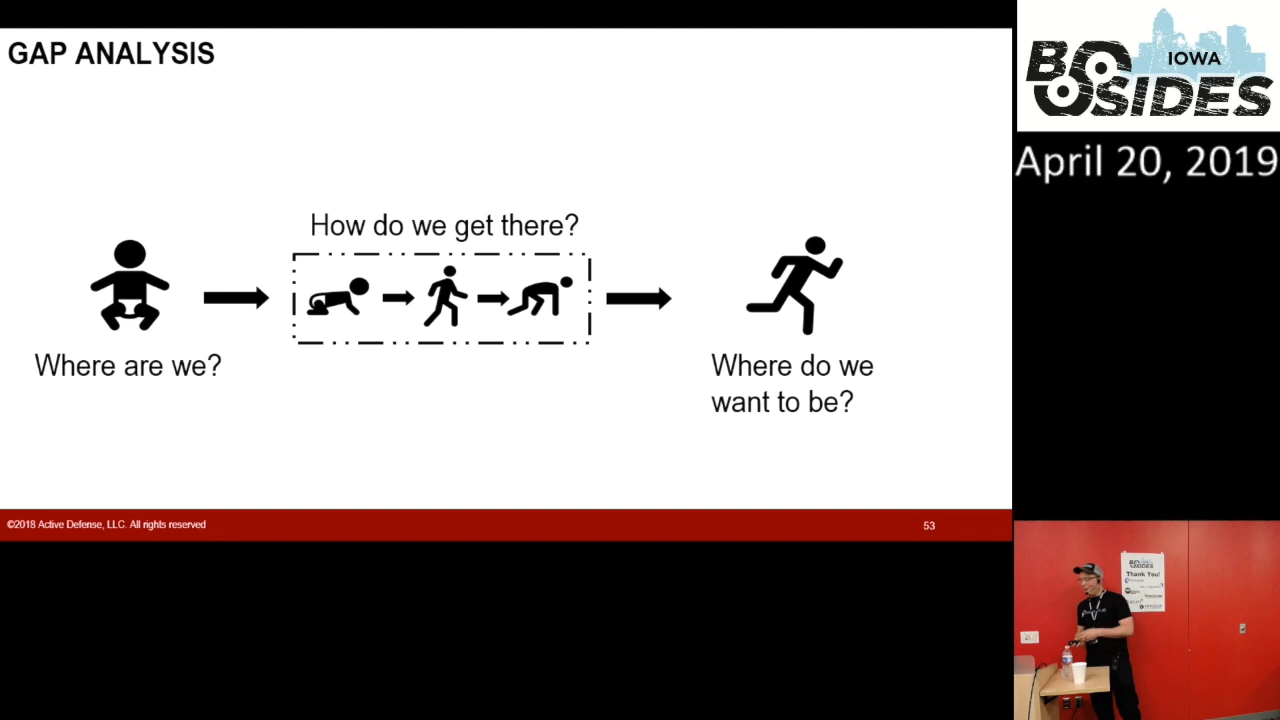 GAP ANALYSIS
How do we get there?
Where are we?
Where do we
want to be?
©2018 Active Defense, LLC. All rights reserved
53
IOWA
BSIDES
April 20, 2019
BSIDES
Thank You!